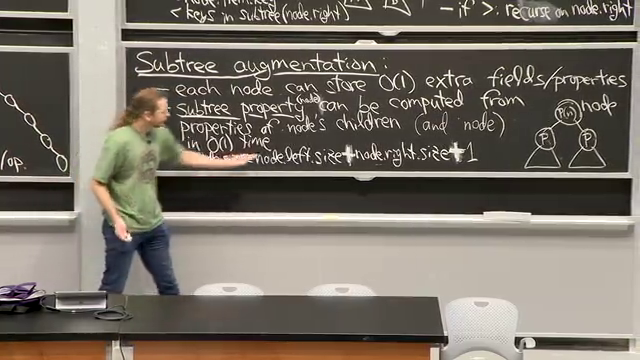 < keys in subtree(node.right)
- if >: recurse on node.right
Subtree augmentation:
- each node can store O(1) extra fields/properties
- subtree property(node) can be computed from
properties of node's children (and node)
in O(1) time
node.left.size+node.right.size+1
P(n) node
P P
/op.